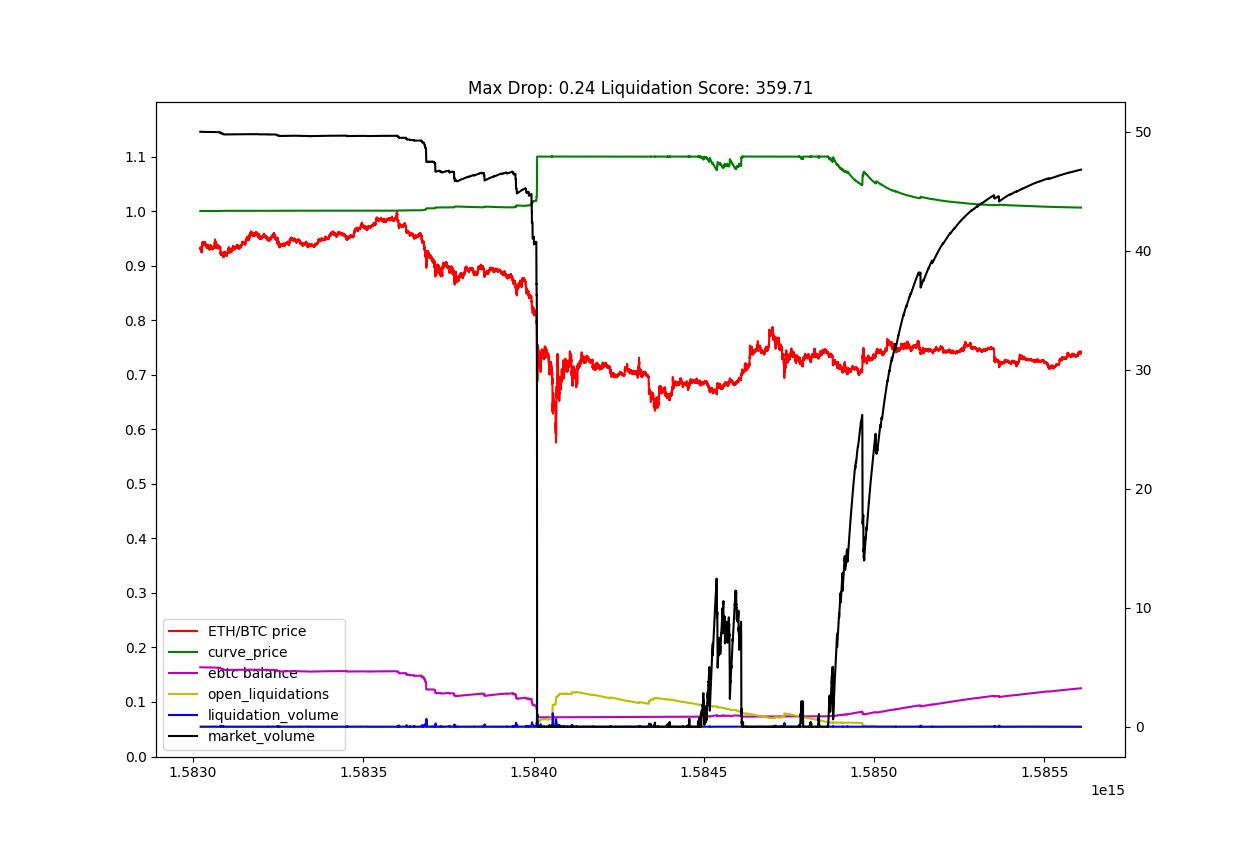 Max Drop: 0.24 Liquidation Score: 359.71
1.1
1.0
0.9
0.8
0.7
0.6
0.5
0.4
0.3
0.2
0.1
0.0
50
40
30
20
10
0
ETH/BTC price
curve_price
ebtc balance
open_liquidations
liquidation_volume
market_volume
1.5830 1.5835 1.5840 1.5845 1.5850 1.5855
1e15